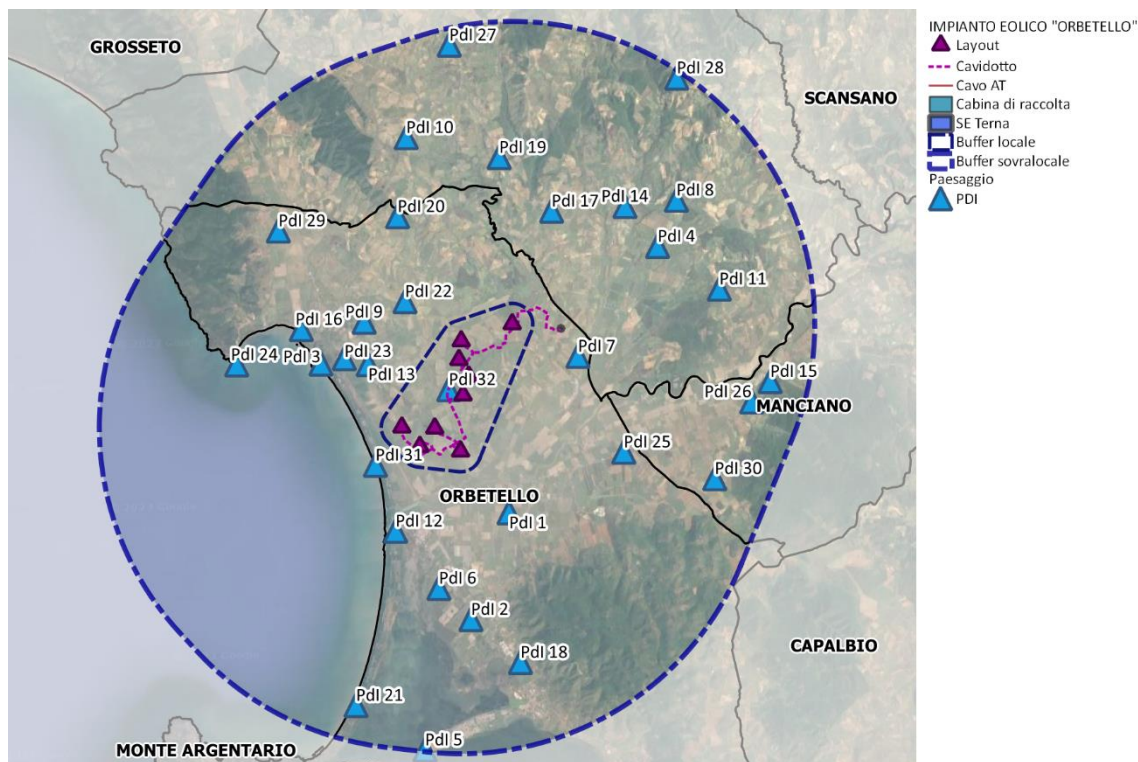 GROSSETO
PdI 27
PdI 28
SCANSANO
PdI 10
PdI 19
PdI 17
PdI 14
PdI 8
PdI 20
PdI 29
PdI 4
PdI 11
PdI 22
PdI 9
PdI 16
PdI 24
PdI 3
PdI 23
PdI 13
PdI 7
PdI 32
PdI 15
PdI 26
MANCIANO
PdI 25
PdI 31
PdI 30
ORBETELLO
PdI 1
PdI 12
PdI 6
PdI 2
CAPALBIO
PdI 18
PdI 21
MONTE ARGENTARIO
PdI 5
IMPIANTO EOLICO "ORBETELLO"
Layout
Cavidotto
Cavo AT
Cabina di raccolta
SE Terna
Buffer locale
Buffer sovralocale
Paesaggio
PDI